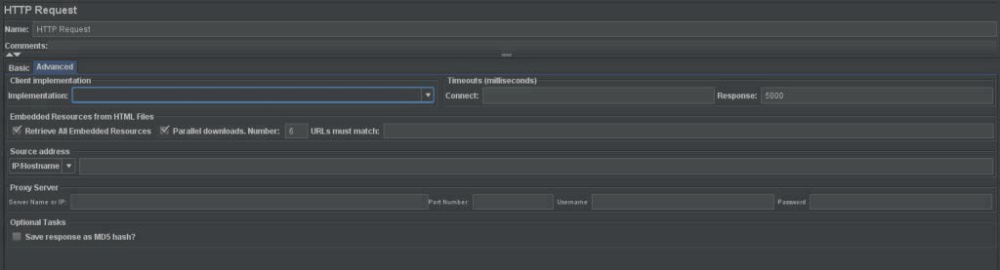 HTTP Request
Name: HTTP Request
Comments:
Basic Advanced
Client implementation Timeouts (milliseconds)
Implementation: Connect: Response: 5000
Embedded Resources from HTML Files
Retrieve All Embedded Resources Parallel downloads. Number: 6 URLs must match:
Source address
IP/Hostname
Proxy Server
Server Name or IP: Port Number: Username Password
Optional Tasks
Save response as MD5 hash?